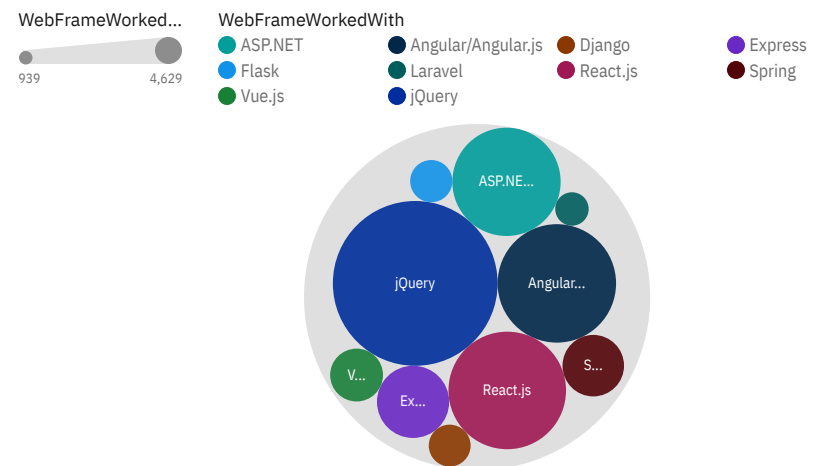 WebFrameWorked... WebFrameWorkedWith
ASP.NET Angular/Angular.js Django Express
Flask Laravel React.js Spring
939 4,629
Vue.js jQuery
ASP.NE...
jQuery Angular...
S...
V...
React.js
Ex...